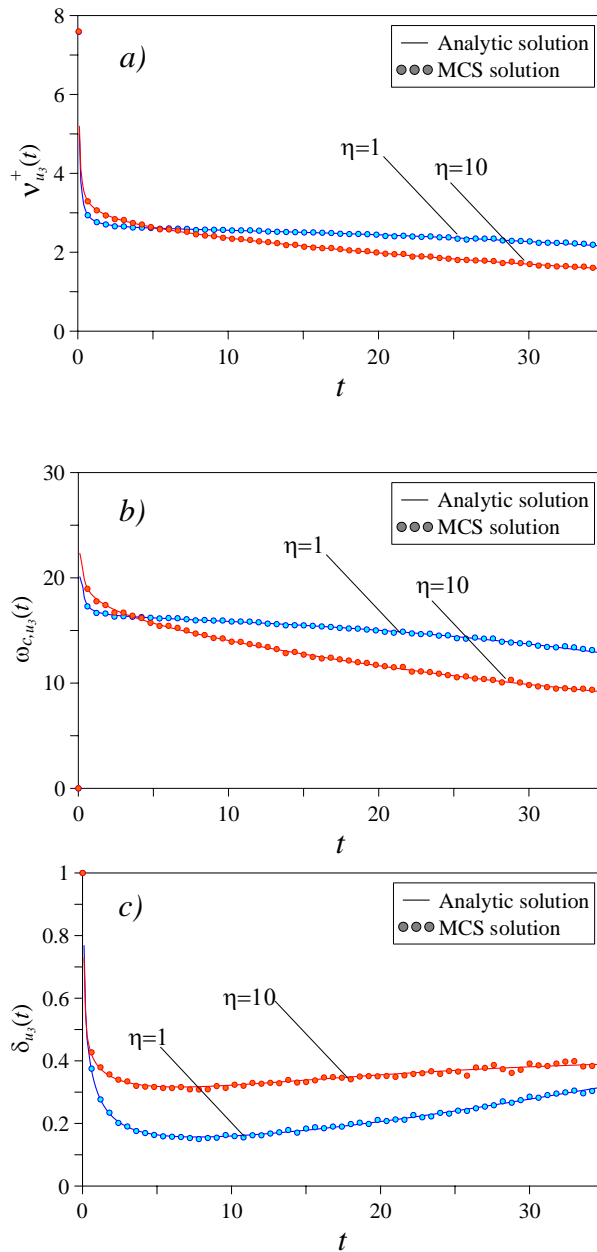 8
a)
Analytic solution
MCS solution
6
η=1
η=10
4
ν⁺u₃(t)
2
0
0
10
20
30
t
30
b)
Analytic solution
MCS solution
η=1
η=10
20
ωC,u₃(t)
10
0
0
10
20
30
t
1
c)
Analytic solution
MCS solution
0.8
0.6
η=10
η=1
δu₃(t)
0.4
0.2
0
0
10
20
30
t